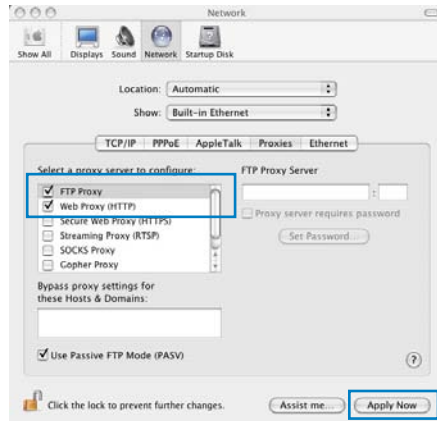 Network
Show All Displays Sound Network Startup Disk
Location: Automatic
Show: Built-in Ethernet
TCP/IP PPPoE AppleTalk Proxies Ethernet
Select a proxy server to configure: FTP Proxy Server
FTP Proxy
Web Proxy (HTTP) :
Secure Web Proxy (HTTPS) Proxy server requires password
Streaming Proxy (RTSP) Set Password...
SOCKS Proxy
Gopher Proxy
Bypass proxy settings for
these Hosts & Domains:
Use Passive FTP Mode (PASV) ?
Click the lock to prevent further changes. Assist me... Apply Now